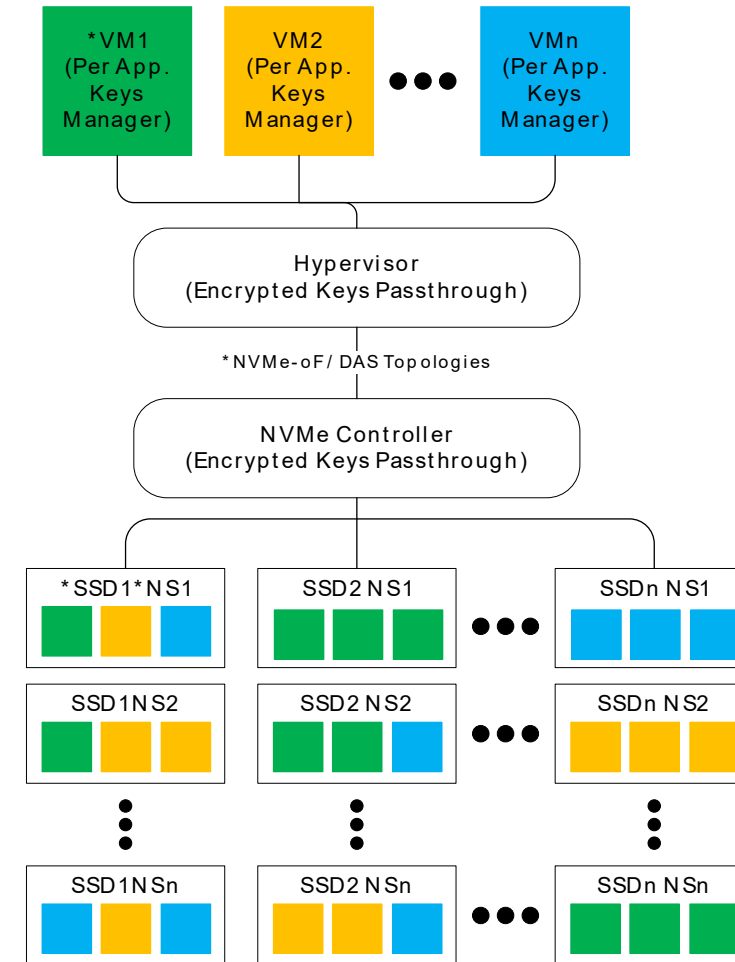 *VM1
(Per App.
Keys
Manager)
VM2
(Per App.
Keys
Manager)
VMn
(Per App.
Keys
Manager)
Hypervisor
(Encrypted Keys Passthrough)
*NVMe-oF/ DAS Topologies
NVMe Controller
(Encrypted Keys Passthrough)
*SSD1*NS1
SSD2 NS1
SSDn NS1
SSD1NS2
SSD2 NS2
SSDn NS2
SSD1NSn
SSD2 NSn
SSDn NSn